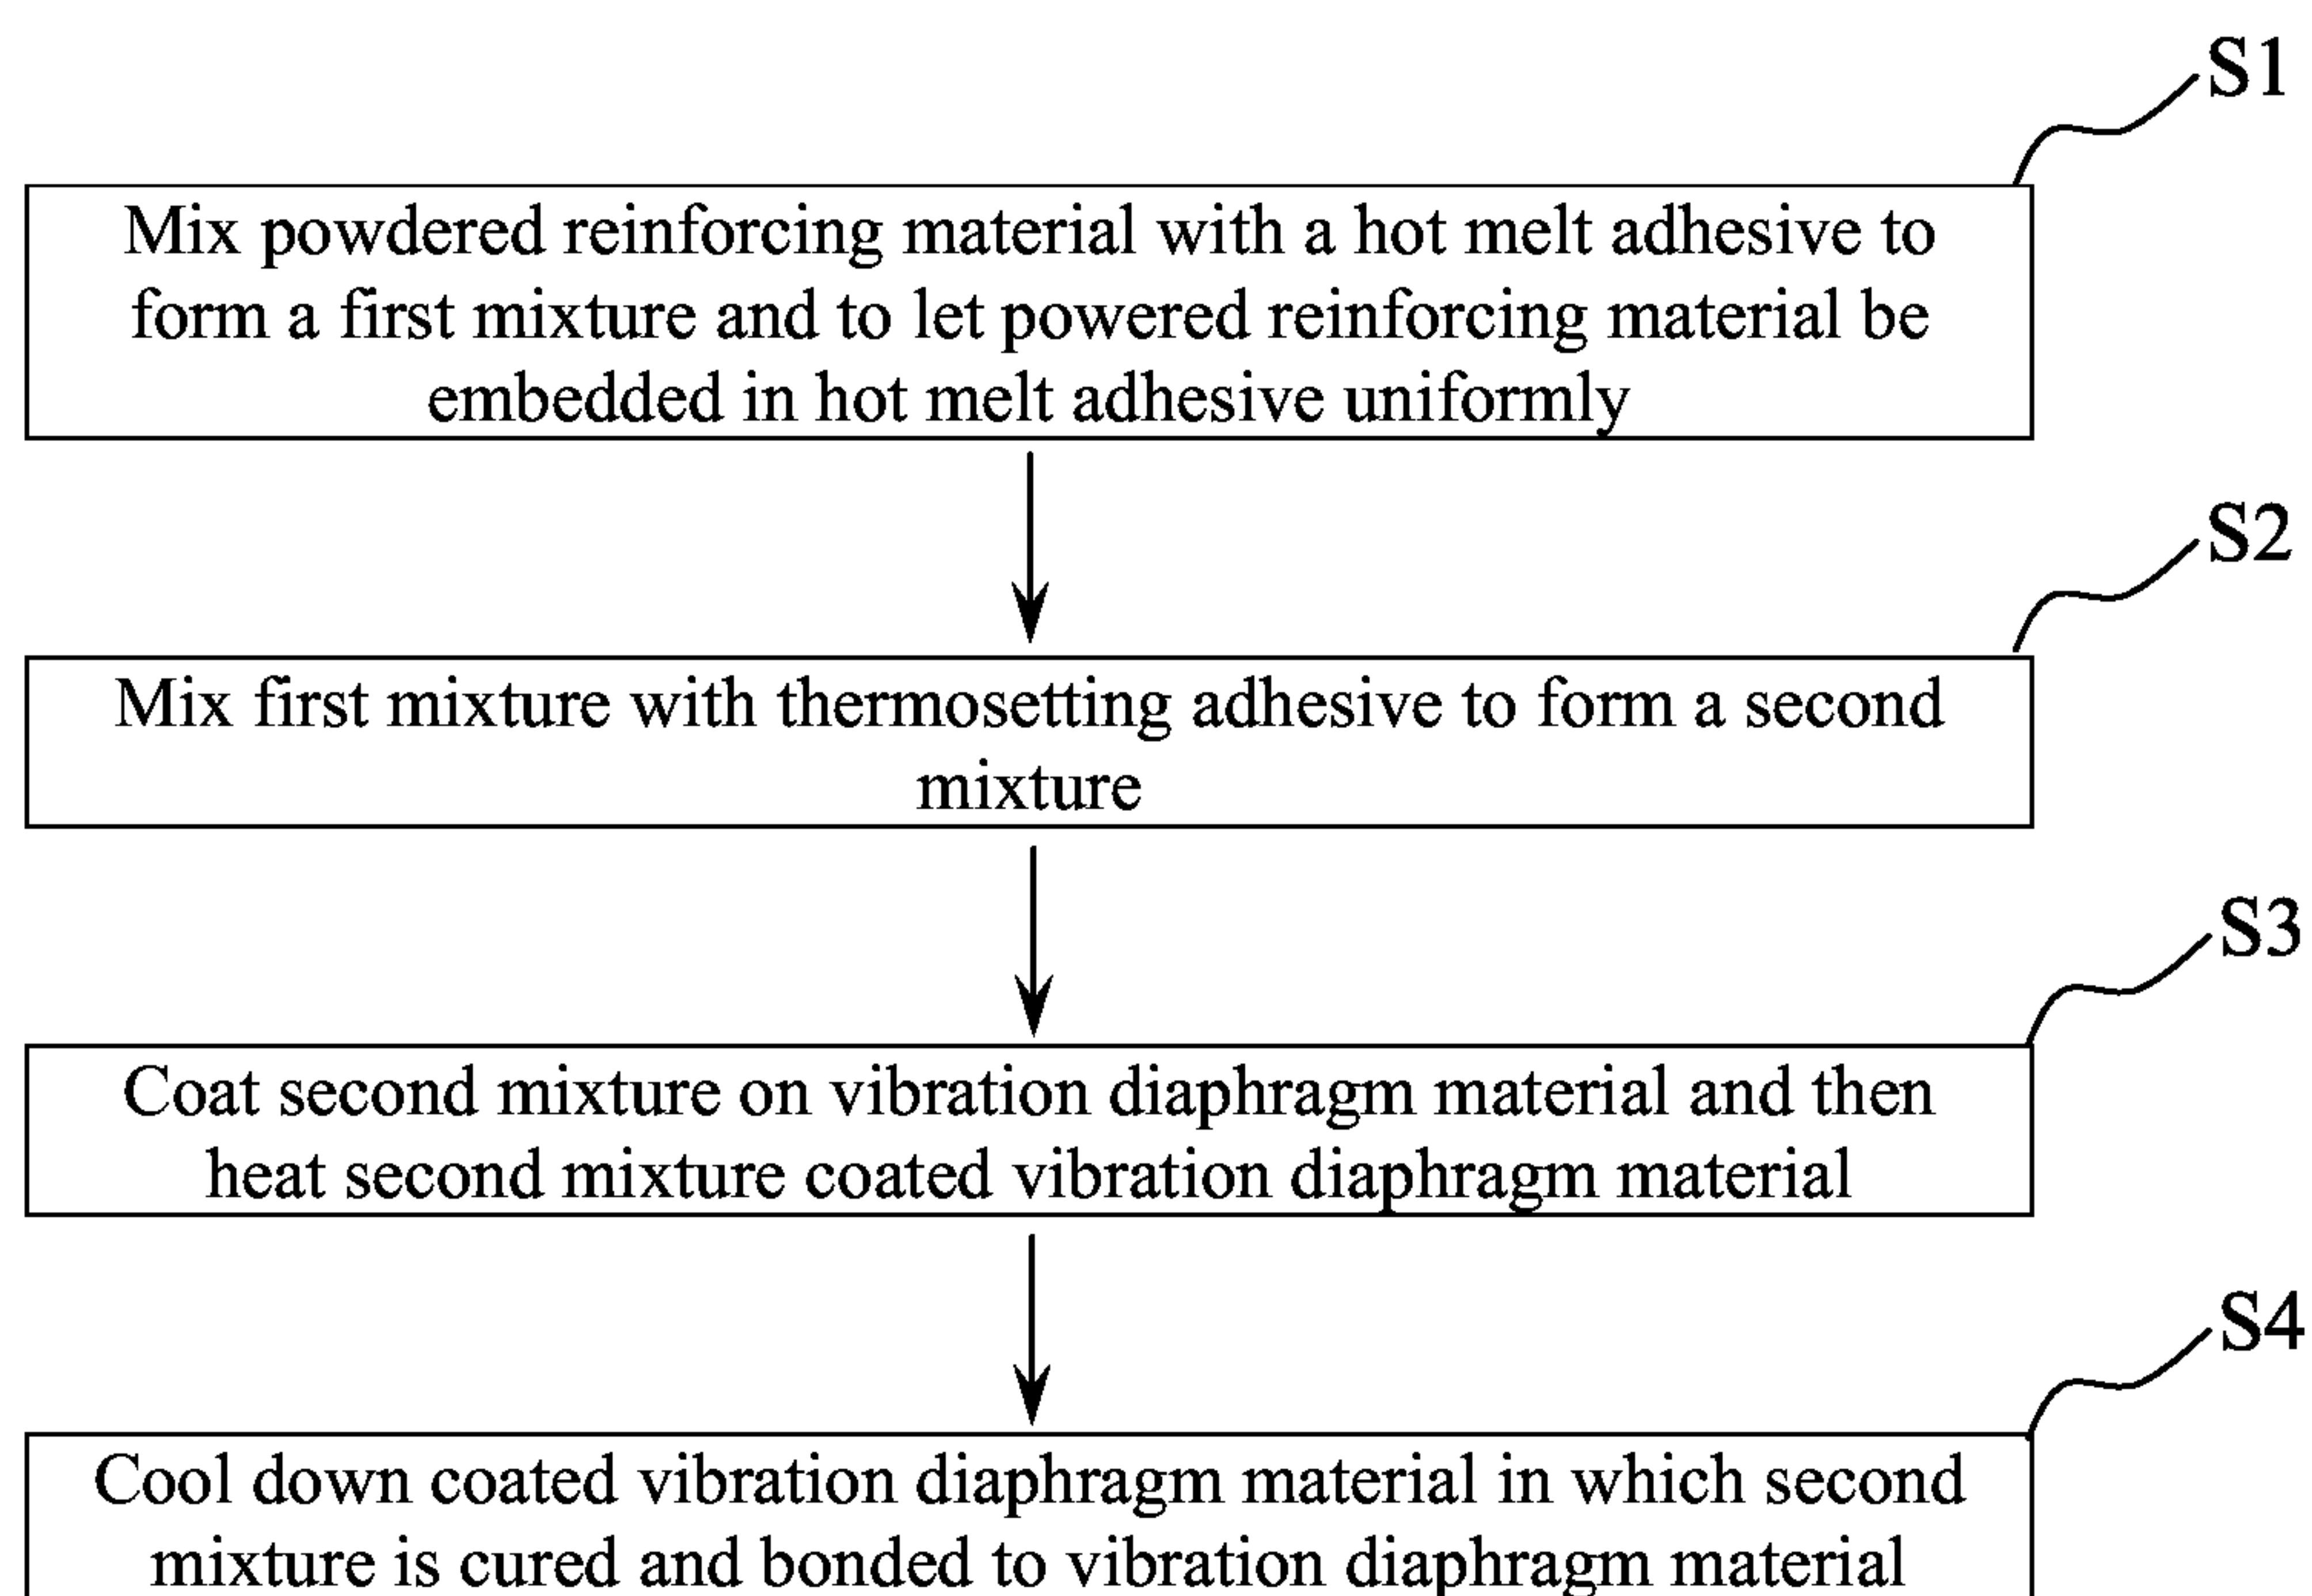 S1
Mix powdered reinforcing material with a hot melt adhesive to
form a first mixture and to let powered reinforcing material be
embedded in hot melt adhesive uniformly
S2
Mix first mixture with thermosetting adhesive to form a second
mixture
S3
Coat second mixture on vibration diaphragm material and then
heat second mixture coated vibration diaphragm material
S4
Cool down coated vibration diaphragm material in which second
mixture is cured and bonded to vibration diaphragm material